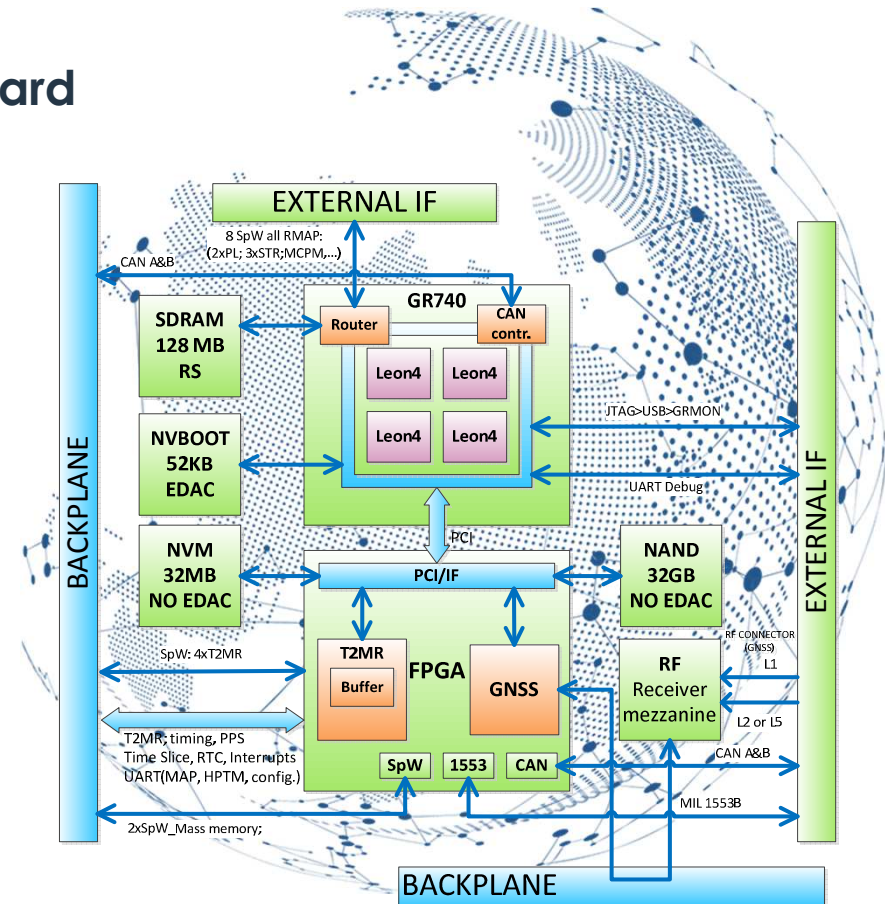 ard
EXTERNAL IF
8 SpW all RMAP:
(2xPL; 3xSTR;MCPM,...)
CAN A&B
GR740
Router
CAN
contr.
SDRAM
128 MB
RS
Leon4
Leon4
Leon4
Leon4
JTAG>USB>GRMON
NVBOOT
52KB
EDAC
UART Debug
BACKPLANE
EXTERNAL IF
PCI
NVM
32MB
NO EDAC
PCI/IF
NAND
32GB
NO EDAC
SpW: 4xT2MR
T2MR
Buffer
FPGA
GNSS
RF
Receiver
mezzanine
RF CONNECTOR
(GNSS)
L1
L2 or L5
T2MR; timing, PPS
Time Slice, RTC, Interrupts
UART(MAP, HPTM, config.)
SpW
1553
CAN
CAN A&B
MIL 1553B
2xSpW_Mass memory;
BACKPLANE